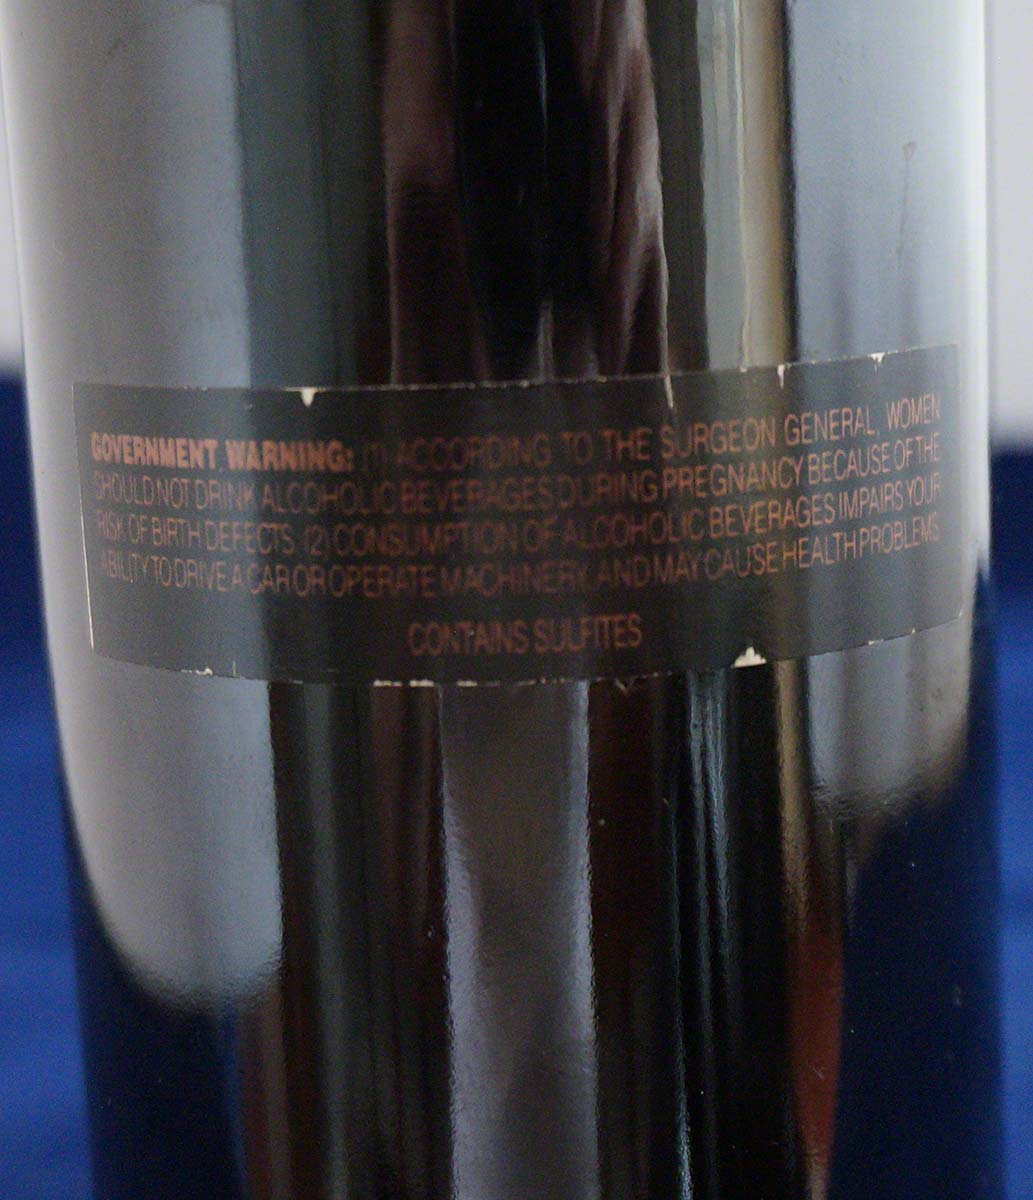 GOVERNMENT WARNING: (1) ACCORDING TO THE SURGEON GENERAL, WOMEN
SHOULD NOT DRINK ALCOHOLIC BEVERAGES DURING PREGNANCY BECAUSE OF THE
RISK OF BIRTH DEFECTS. (2) CONSUMPTION OF ALCOHOLIC BEVERAGES IMPAIRS YOUR
ABILITY TO DRIVE A CAR OR OPERATE MACHINERY, AND MAY CAUSE HEALTH PROBLEMS.
CONTAINS SULFITES